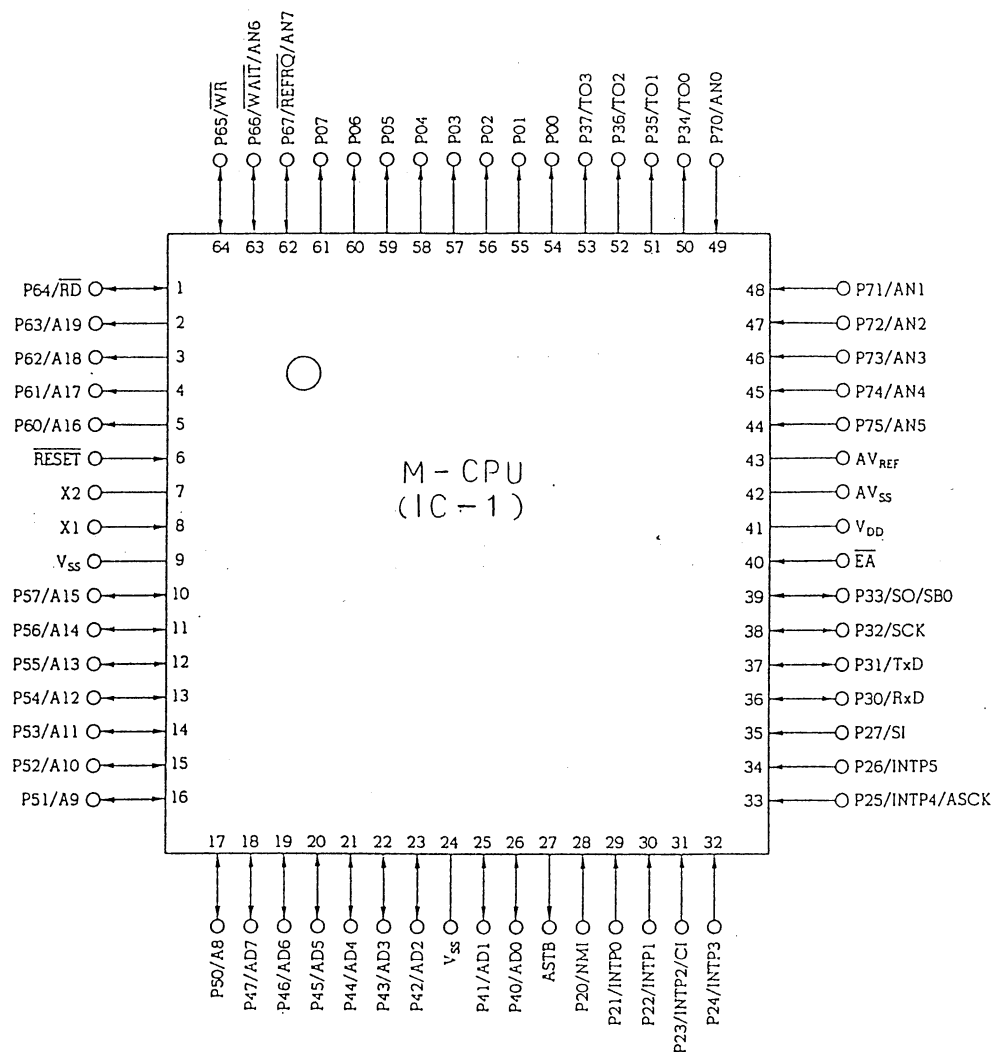 P65/W̅R̅
P66/W̅A̅I̅T̅/AN6
P67/R̅E̅F̅R̅Q̅/AN7
P07
P06
P05
P04
P03
P02
P01
P00
P37/TO3
P36/TO2
P35/TO1
P34/TO0
P70/AN0
64 63 62 61 60 59 58 57 56 55 54 53 52 51 50 49
P64/R̅D̅ 1
P63/A19 2
P62/A18 3
P61/A17 4
P60/A16 5
R̅E̅S̅E̅T̅ 6
X2 7
X1 8
VSS 9
P57/A15 10
P56/A14 11
P55/A13 12
P54/A12 13
P53/A11 14
P52/A10 15
P51/A9 16
M-CPU
(IC-1)
48 P71/AN1
47 P72/AN2
46 P73/AN3
45 P74/AN4
44 P75/AN5
43 AVREF
42 AVSS
41 VDD
40 E̅A̅
39 P33/SO/SB0
38 P32/SCK
37 P31/TxD
36 P30/RxD
35 P27/SI
34 P26/INTP5
33 P25/INTP4/ASCK
17 18 19 20 21 22 23 24 25 26 27 28 29 30 31 32
P50/A8
P47/AD7
P46/AD6
P45/AD5
P44/AD4
P43/AD3
P42/AD2
VSS
P41/AD1
P40/AD0
ASTB
P20/NMI
P21/INTP0
P22/INTP1
P23/INTP2/CI
P24/INTP3